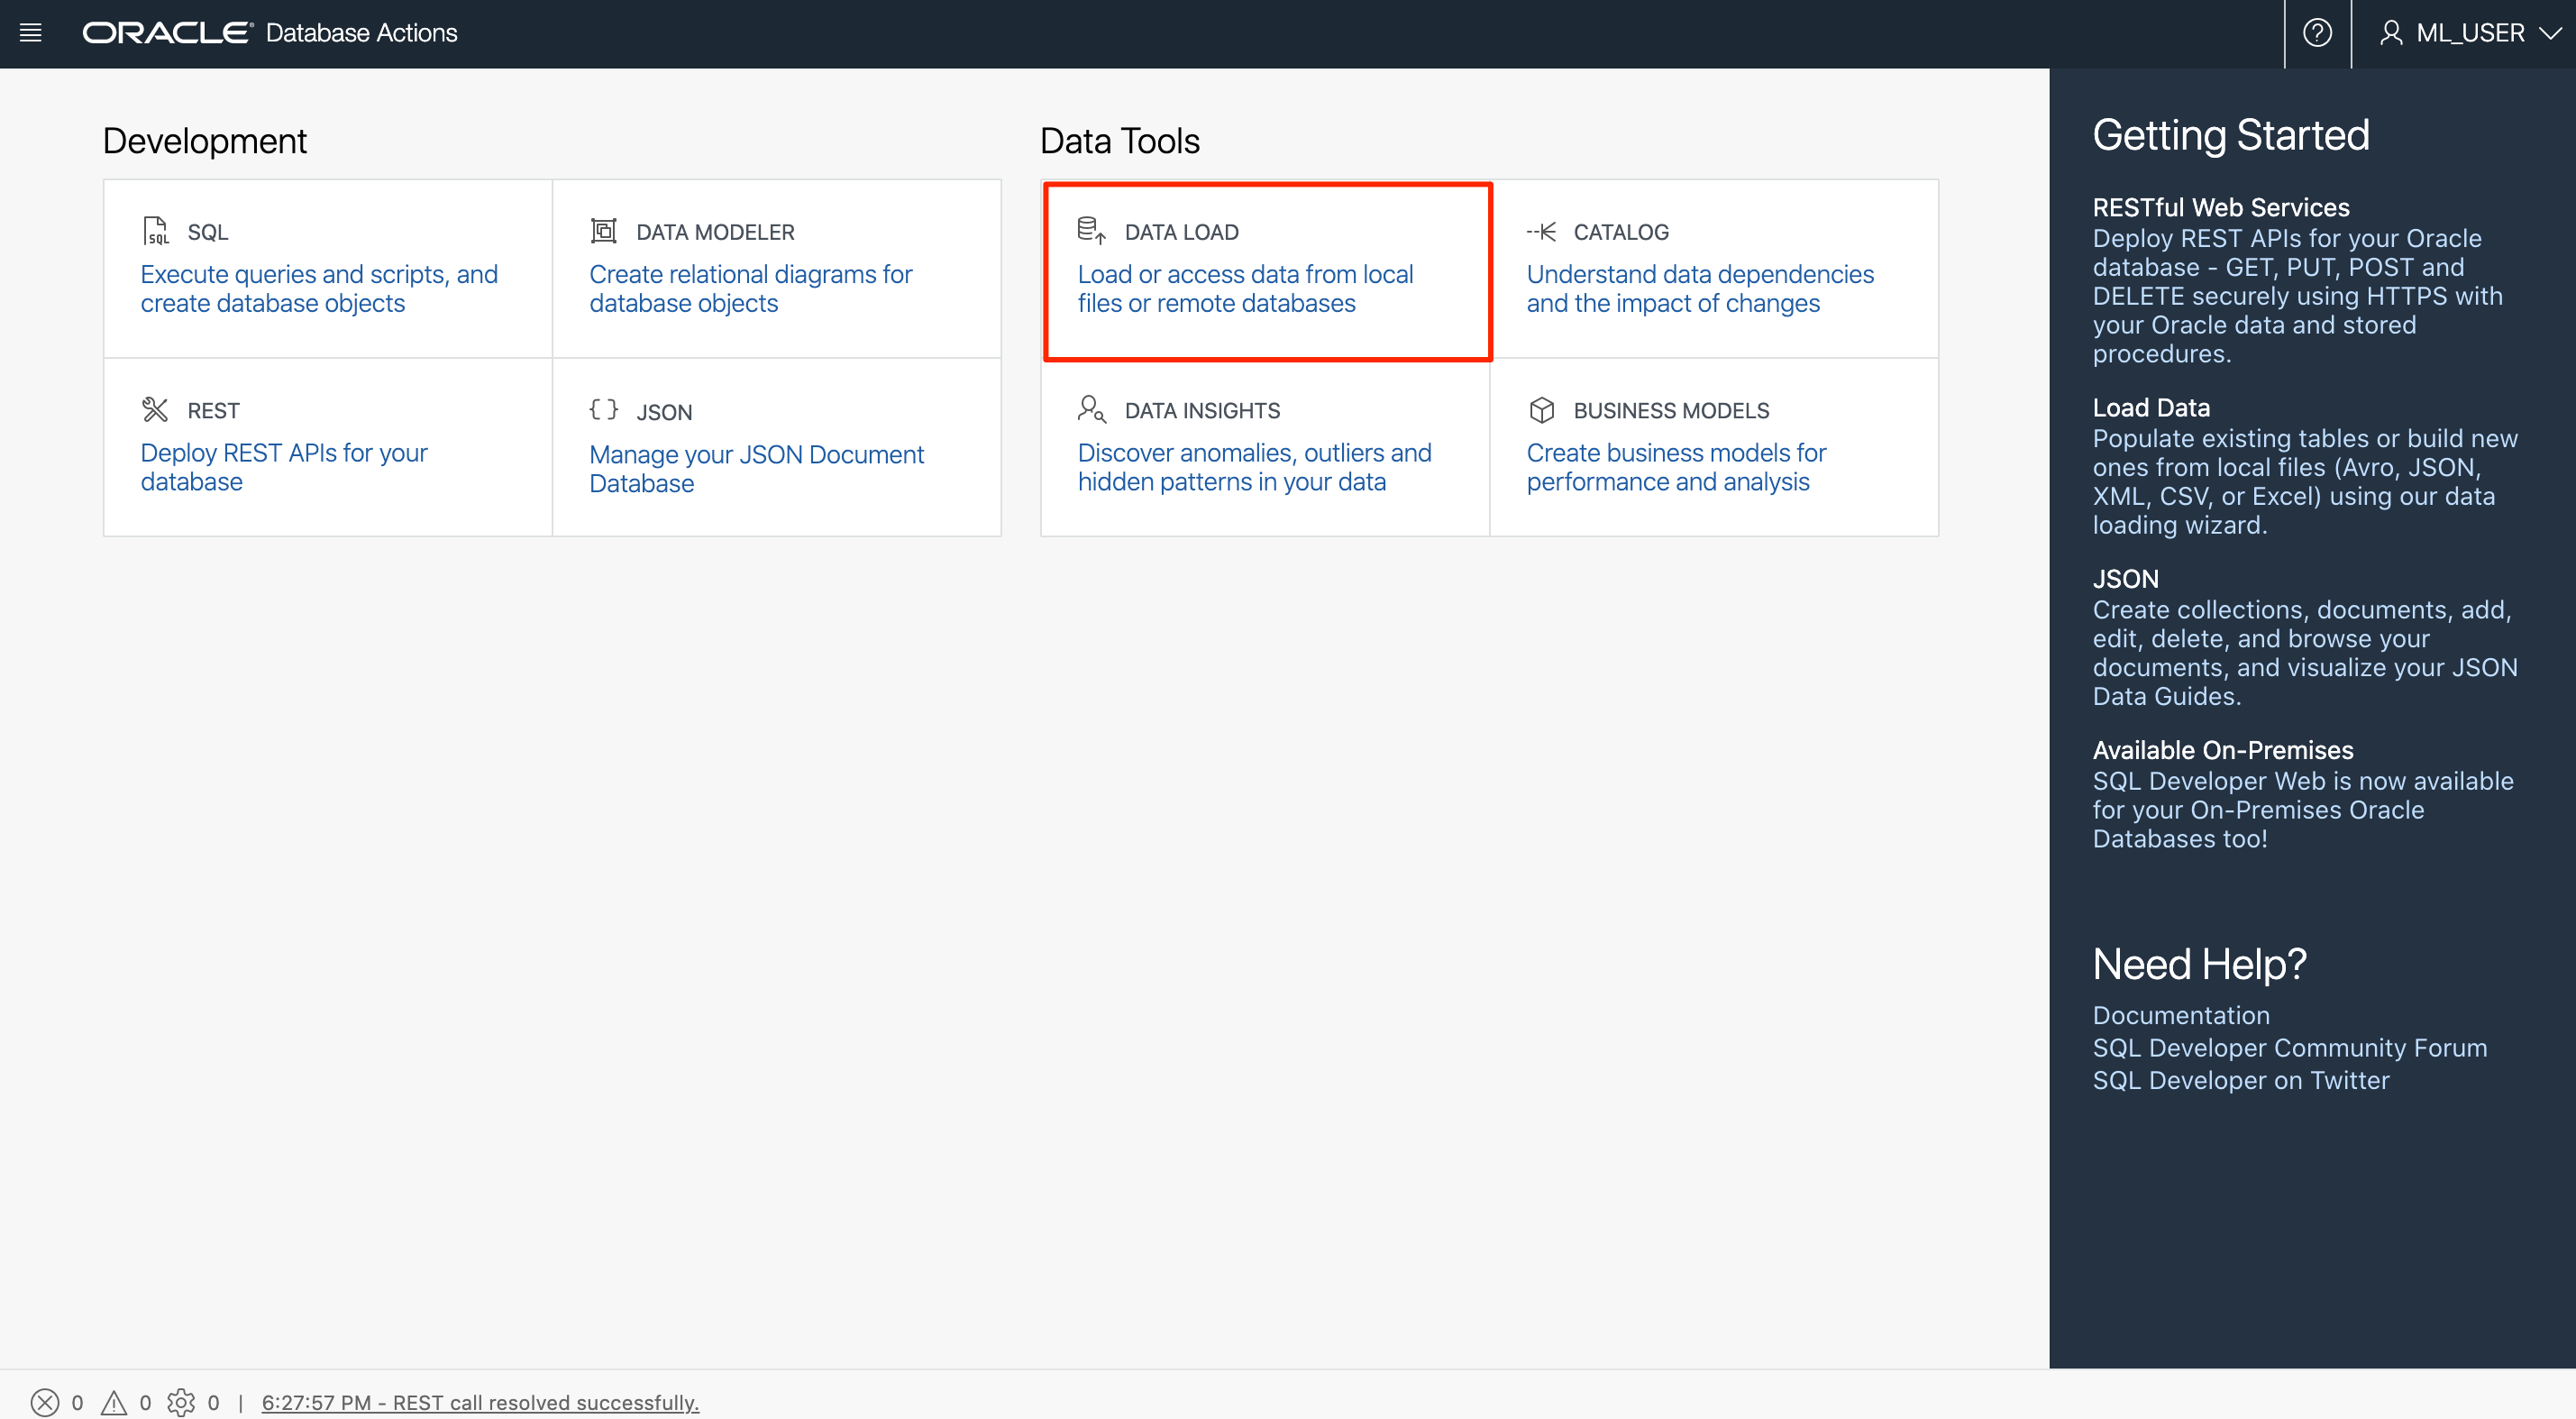 ORACLE® Database Actions
? ML_USER
Development
SQL
Execute queries and scripts, and
create database objects
DATA MODELER
Create relational diagrams for
database objects
REST
Deploy REST APIs for your
database
{ } JSON
Manage your JSON Document
Database
Data Tools
DATA LOAD
Load or access data from local
files or remote databases
CATALOG
Understand data dependencies
and the impact of changes
DATA INSIGHTS
Discover anomalies, outliers and
hidden patterns in your data
BUSINESS MODELS
Create business models for
performance and analysis
Getting Started
RESTful Web Services
Deploy REST APIs for your Oracle
database - GET, PUT, POST and
DELETE securely using HTTPS with
your Oracle data and stored
procedures.
Load Data
Populate existing tables or build new
ones from local files (Avro, JSON,
XML, CSV, or Excel) using our data
loading wizard.
JSON
Create collections, documents, add,
edit, delete, and browse your
documents, and visualize your JSON
Data Guides.
Available On-Premises
SQL Developer Web is now available
for your On-Premises Oracle
Databases too!
Need Help?
Documentation
SQL Developer Community Forum
SQL Developer on Twitter
0 0 0 | 6:27:57 PM - REST call resolved successfully.